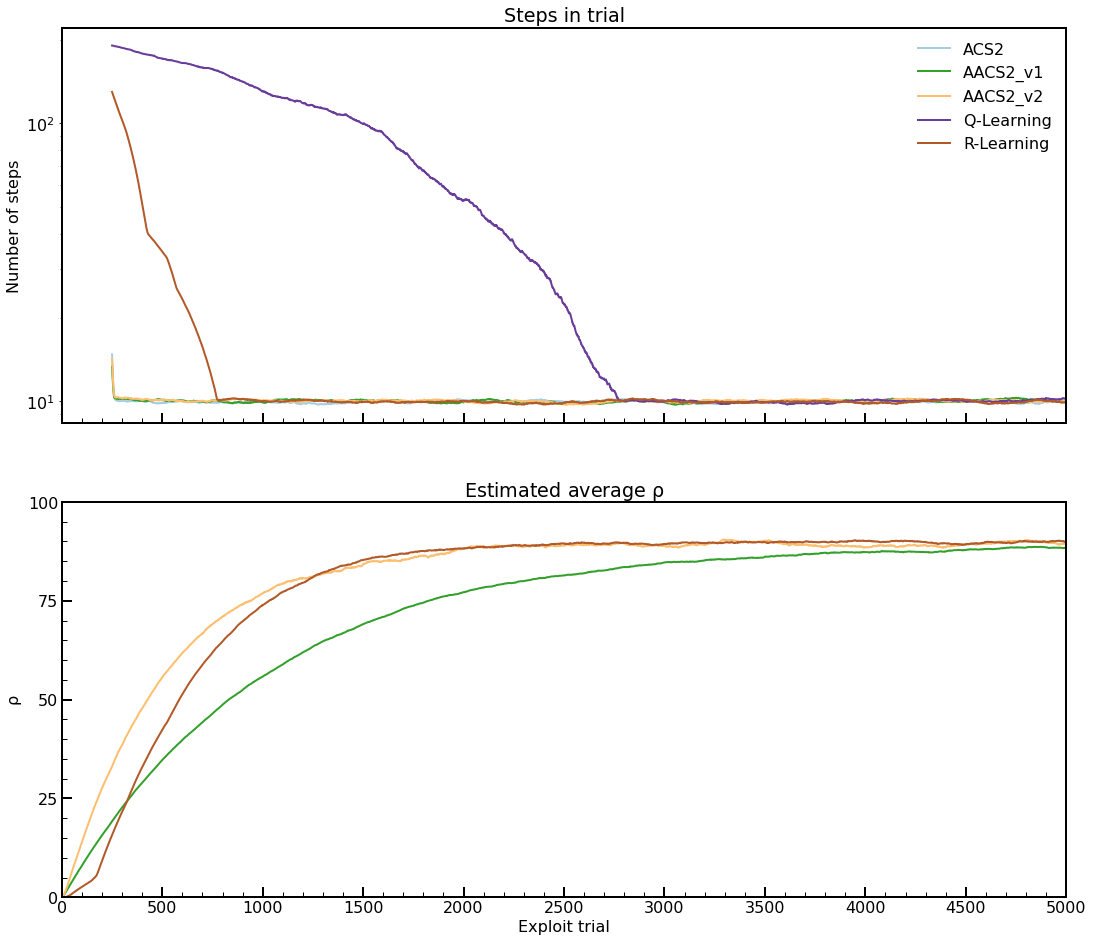 Steps in trial
Number of steps
10²
10¹
ACS2
AACS2_v1
AACS2_v2
Q-Learning
R-Learning
Estimated average ρ
ρ
100
75
50
25
0
0 500 1000 1500 2000 2500 3000 3500 4000 4500 5000
Exploit trial